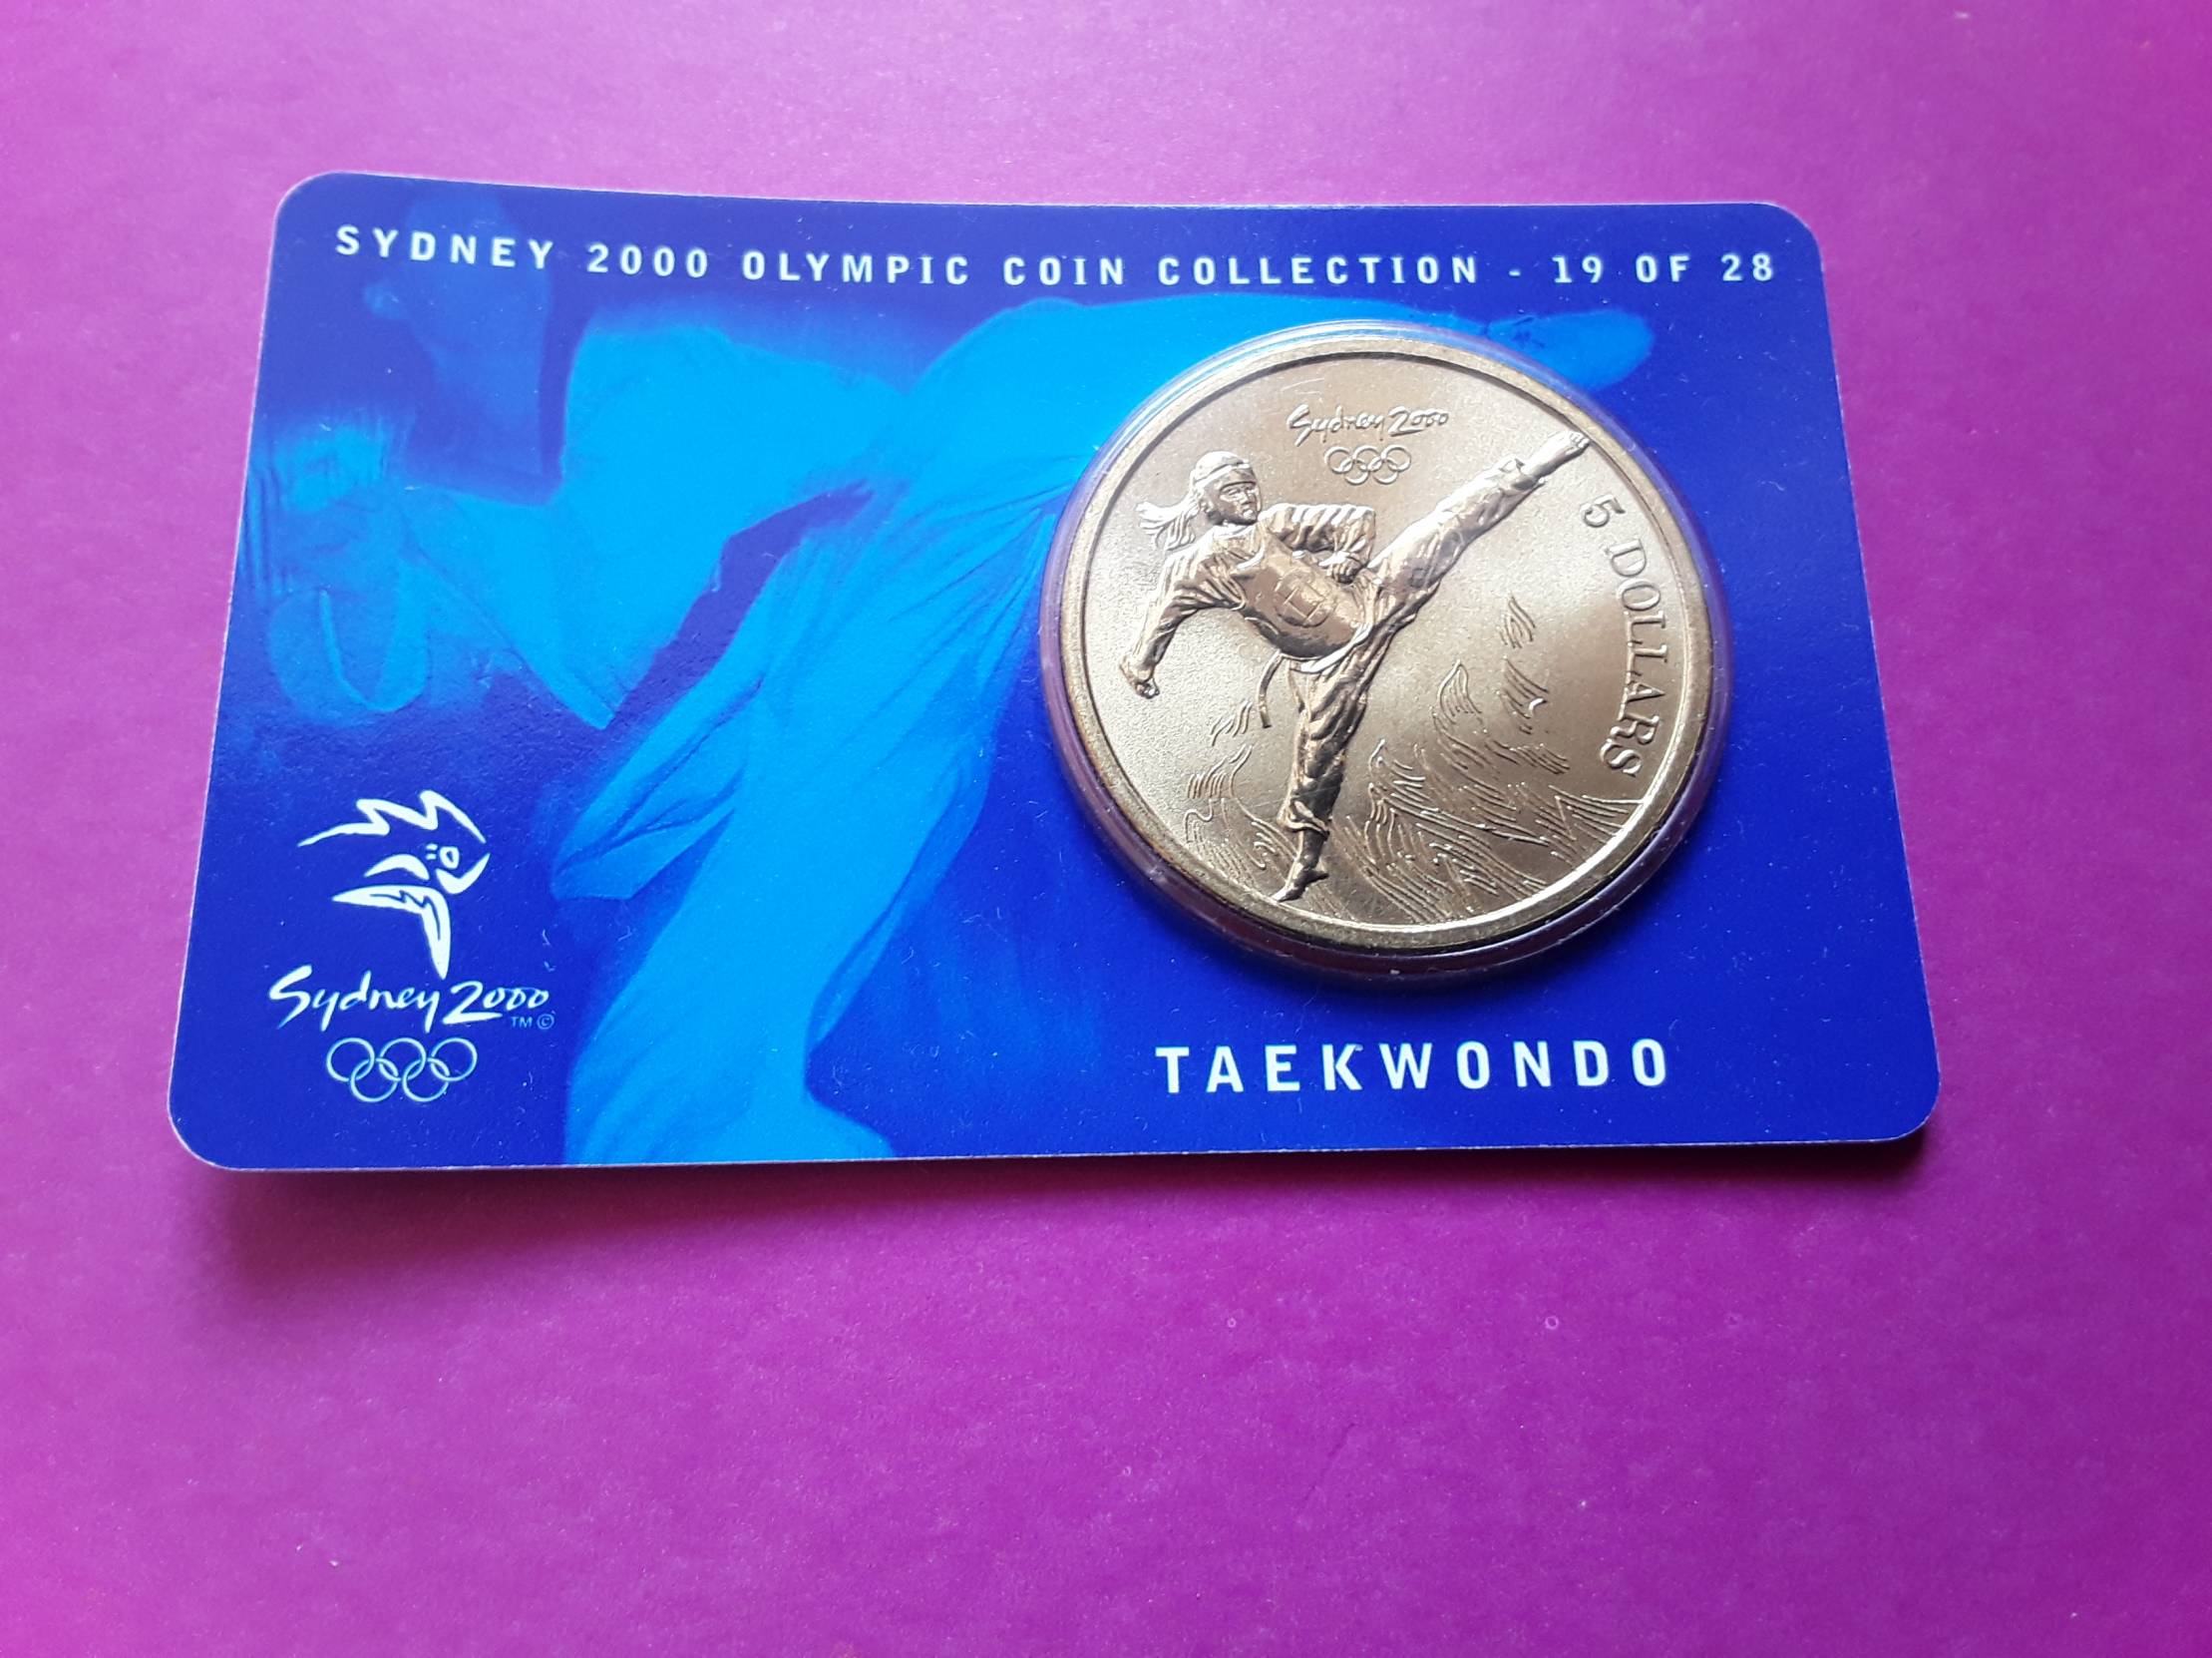 SYDNEY 2000 OLYMPIC COIN COLLECTION - 19 OF 28
Sydney 2000
5 DOLLARS
Sydney 2000
TM ©
TAEKWONDO